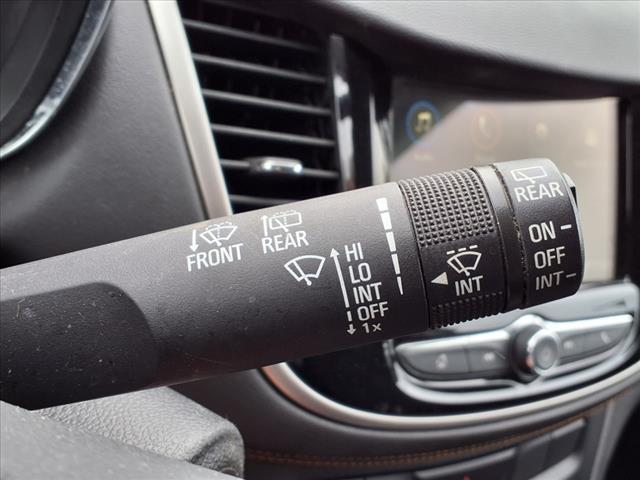 FRONT
REAR
HI
LO
INT
OFF
1x
INT
REAR
ON
OFF
INT